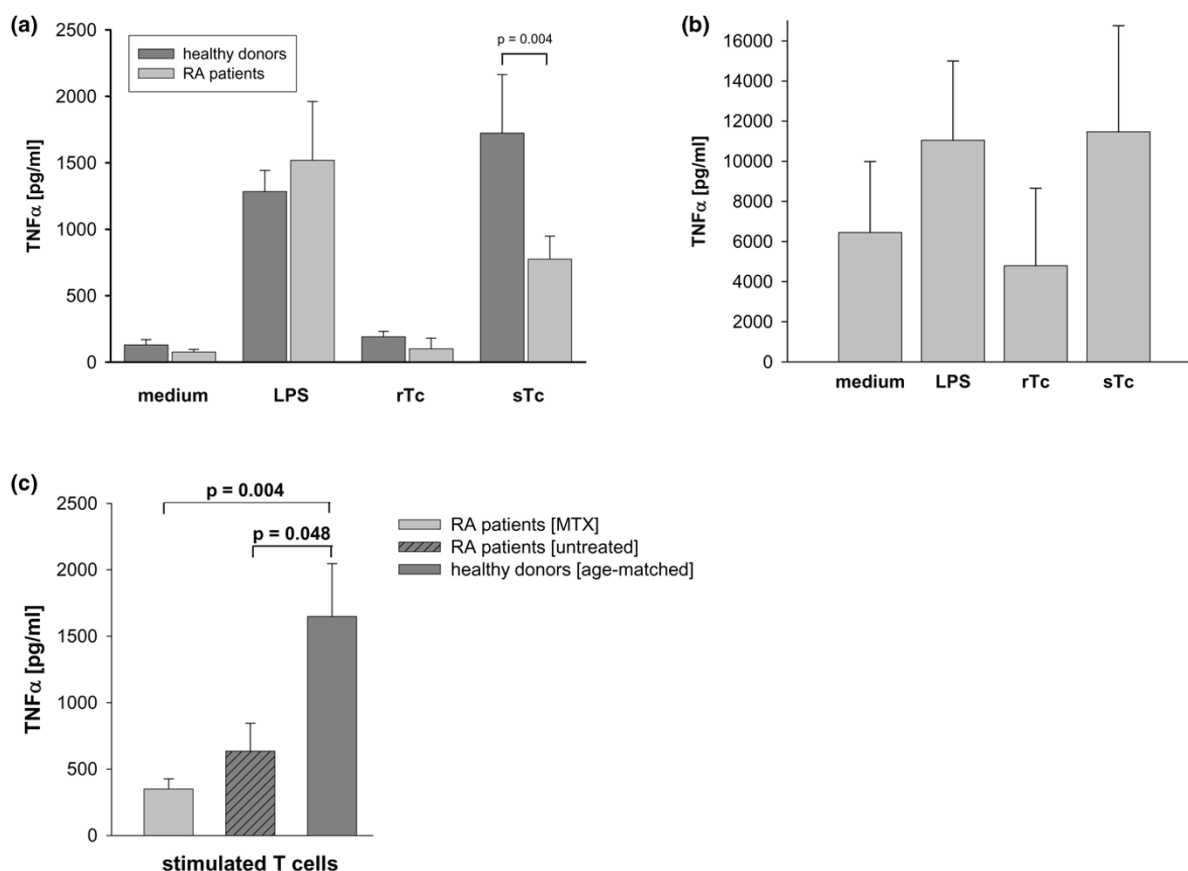 (a)
2500
2000
1500
1000
500
0
TNFα [pg/ml]
healthy donors
RA patients
p = 0.004
medium LPS rTc sTc
(b)
16000
14000
12000
10000
8000
6000
4000
2000
0
TNFα [pg/ml]
medium LPS rTc sTc
(c)
2500
2000
1500
1000
500
0
TNFα [pg/ml]
p = 0.004
p = 0.048
RA patients [MTX]
RA patients [untreated]
healthy donors [age-matched]
stimulated T cells